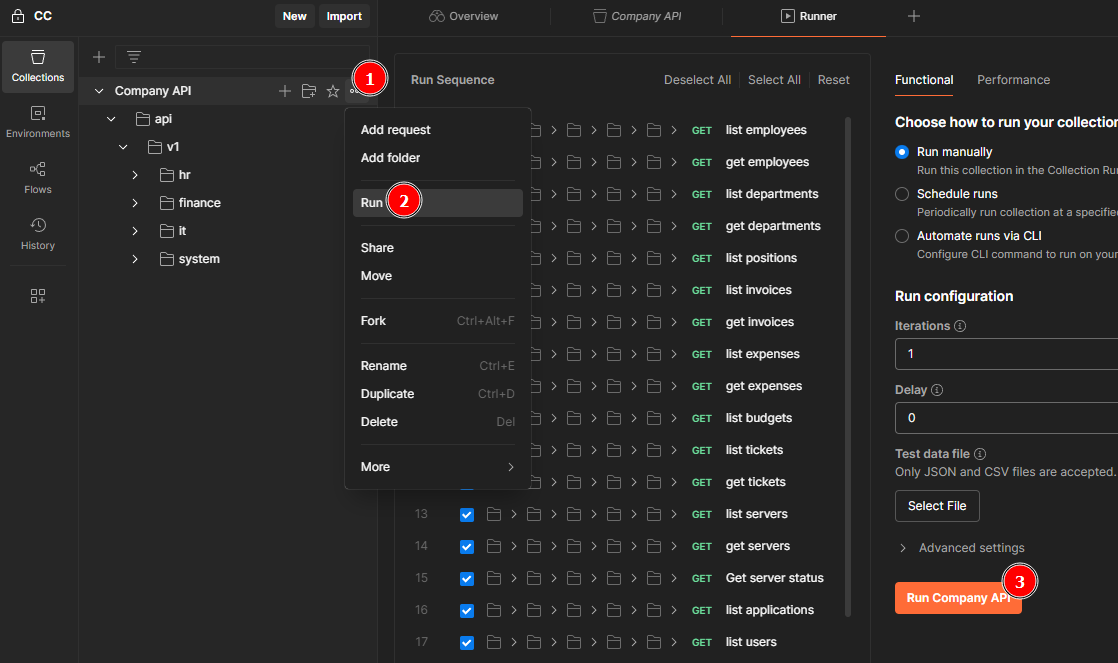 CC
New
Import
Overview
Company API
Runner
Collections
Environments
Flows
History
Company API
api
v1
hr
finance
it
system
1
Add request
Add folder
Run
2
Share
Move
Fork Ctrl+Alt+F
Rename Ctrl+E
Duplicate Ctrl+D
Delete Del
More
Run Sequence
Deselect All
Select All
Reset
GET list employees
GET get employees
GET list departments
GET get departments
GET list positions
GET list invoices
GET get invoices
GET list expenses
GET get expenses
GET list budgets
GET list tickets
GET get tickets
13 GET list servers
14 GET get servers
15 GET Get server status
16 GET list applications
17 GET list users
Functional
Performance
Choose how to run your collection
Run manually
Run this collection in the Collection Ru
Schedule runs
Periodically run collection at a specifie
Automate runs via CLI
Configure CLI command to run on your
Run configuration
Iterations
1
Delay
0
Test data file
Only JSON and CSV files are accepted.
Select File
Advanced settings
Run Company API
3